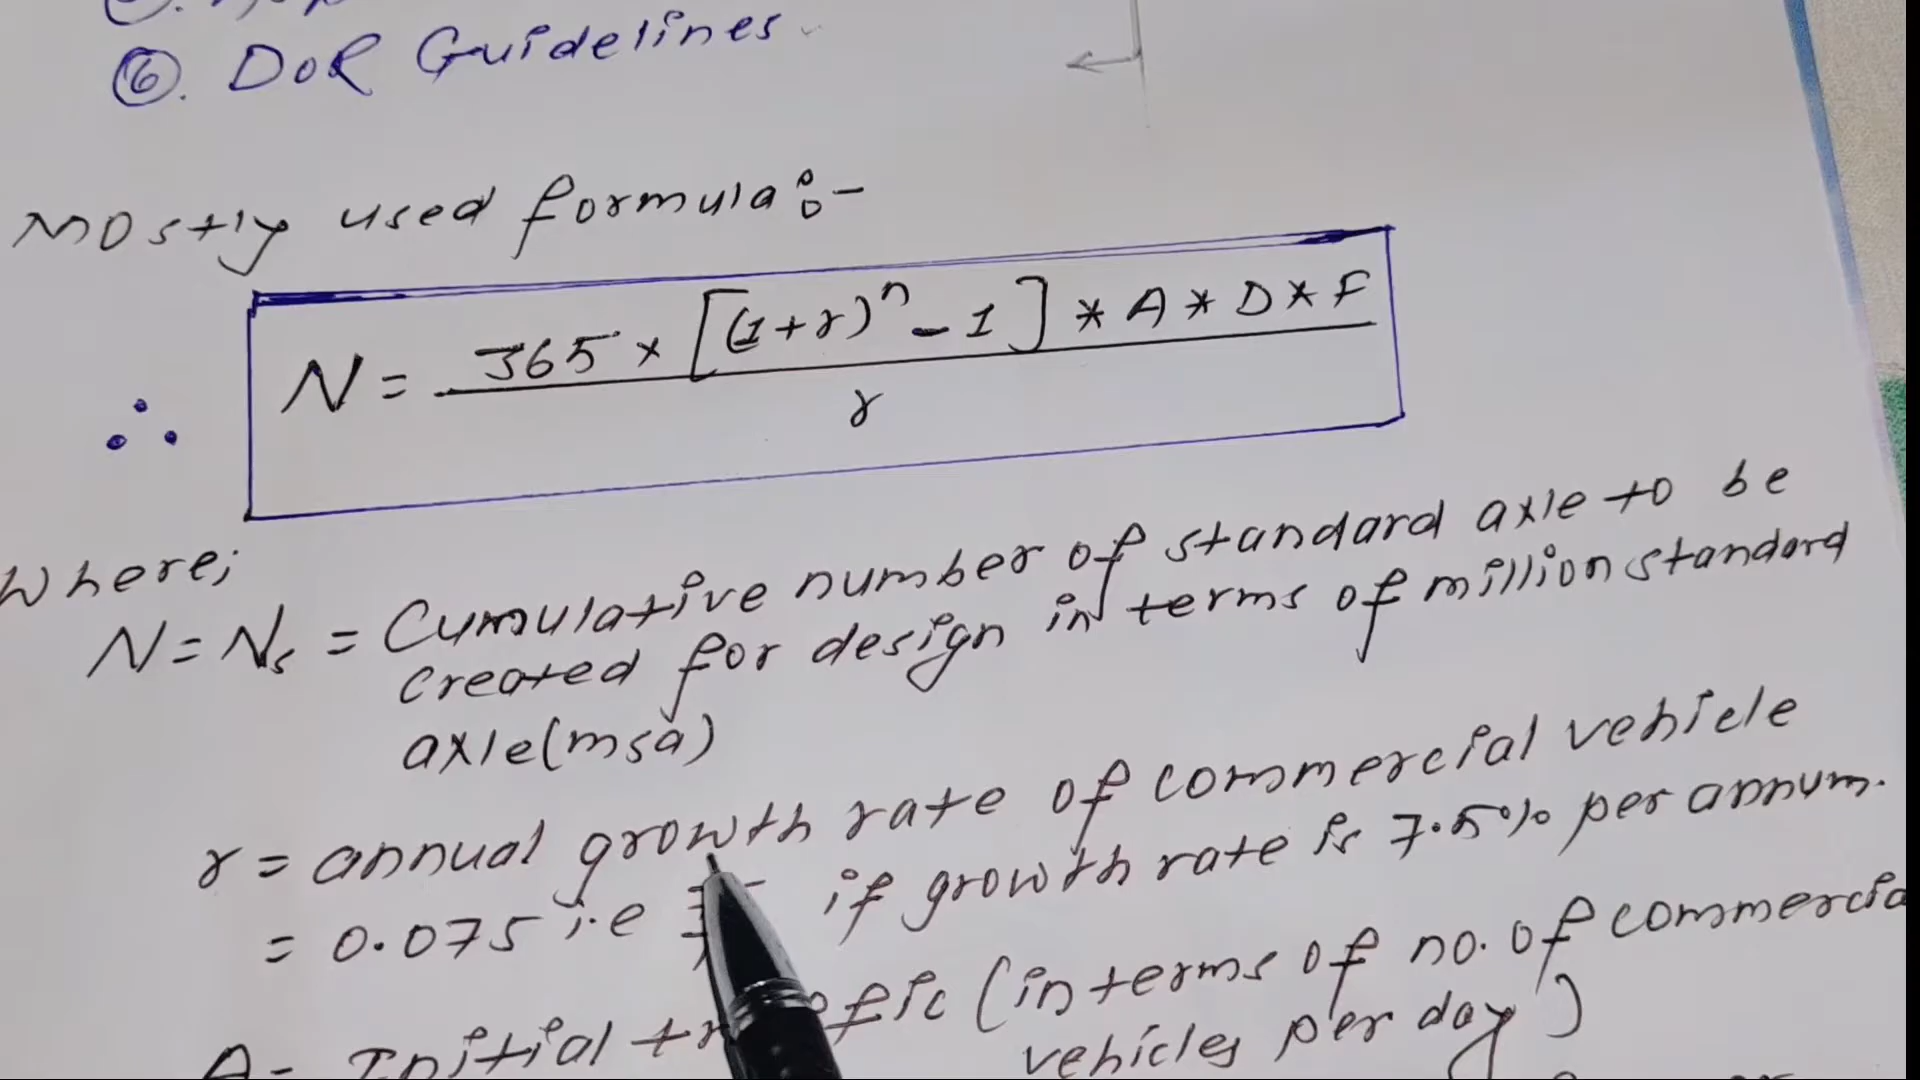 ⑥. DoR Guidelines
Mostly used formula:-
∴ N = 365 × [(1+r)^n - 1] * A * D * F
r
Where;
N = Ns = Cumulative number of standard axle to be
created for design in terms of million standard
axle(msa)
r = annual growth rate of commercial vehicle
= 0.075 i.e if growth rate is 7.5% per annum.
A- Initial (in terms of no. of commercia
vehicles per day)